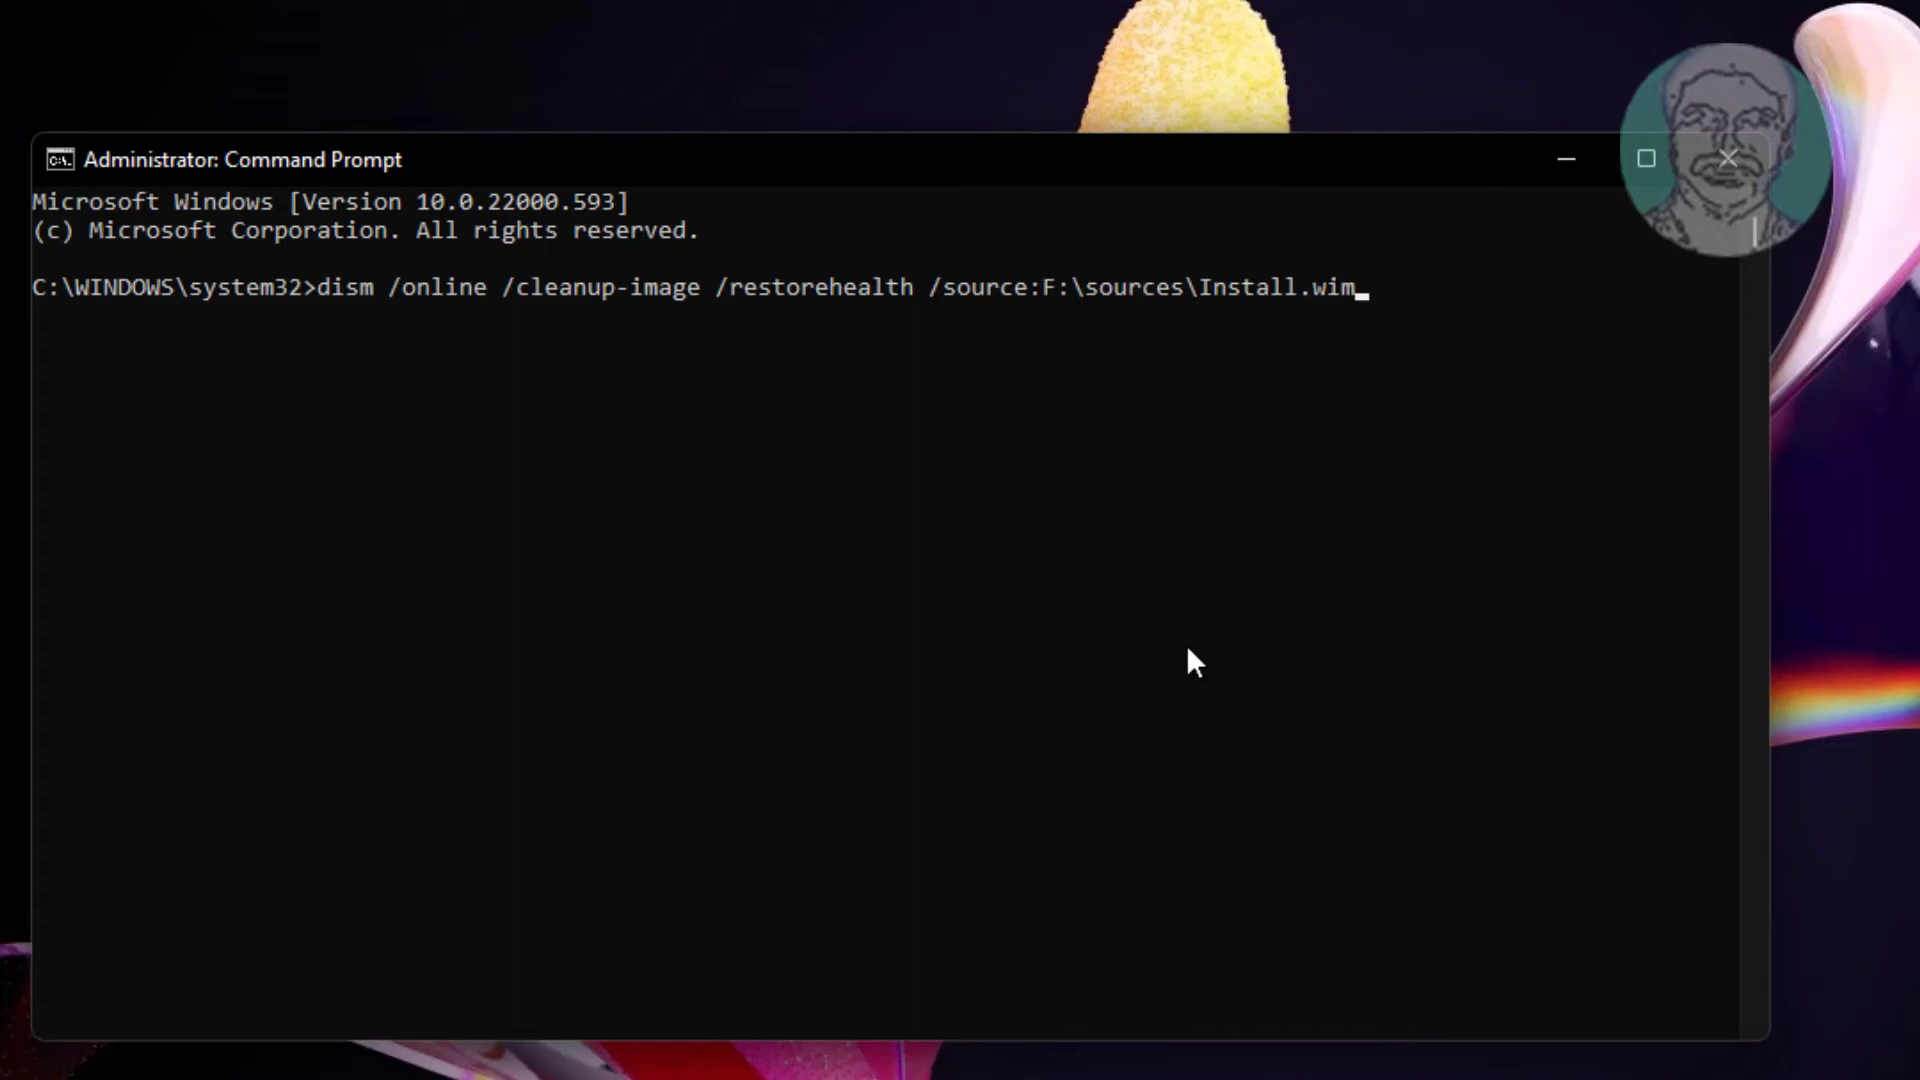 Administrator: Command Prompt
Microsoft Windows [Version 10.0.22000.593]
(c) Microsoft Corporation. All rights reserved.
C:\WINDOWS\system32>dism /online /cleanup-image /restorehealth /source:F:\sources\Install.wim